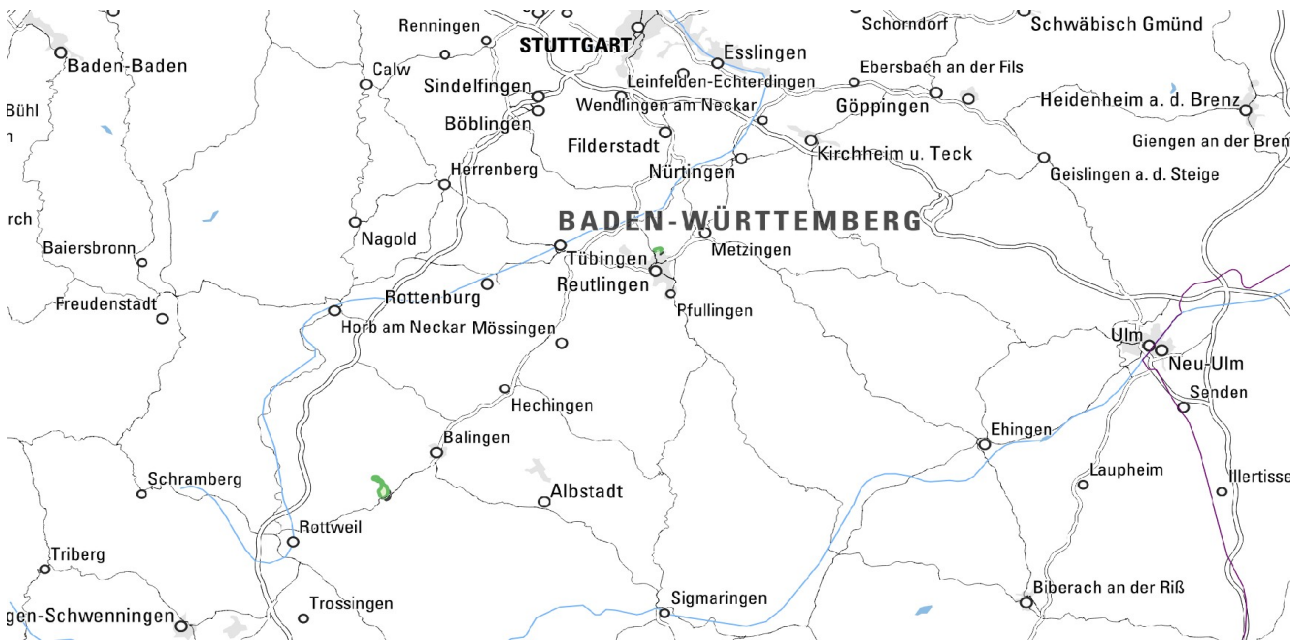 Renningen
STUTTGART
Schorndorf
Schwäbisch Gmünd
Baden-Baden
Calw
Esslingen
Sindelfingen
Leinfelden-Echterdingen
Ebersbach an der Fils
Bühl
Wendlingen am Neckar
Göppingen
Heidenheim a. d. Brenz
n
Böblingen
Filderstadt
Kirchheim u. Teck
Giengen an der Bren
Herrenberg
Nürtingen
Geislingen a. d. Steige
rch
BADEN-WÜRTTEMBERG
Baiersbronn
Nagold
Tübingen
Metzingen
Freudenstadt
Rottenburg
Reutlingen
Pfullingen
Horb am Neckar
Mössingen
Ulm
Neu-Ulm
Hechingen
Senden
Balingen
Ehingen
Schramberg
Albstadt
Laupheim
Illertisse
Rottweil
Triberg
Trossingen
Sigmaringen
Biberach an der Riß
gen-Schwenningen